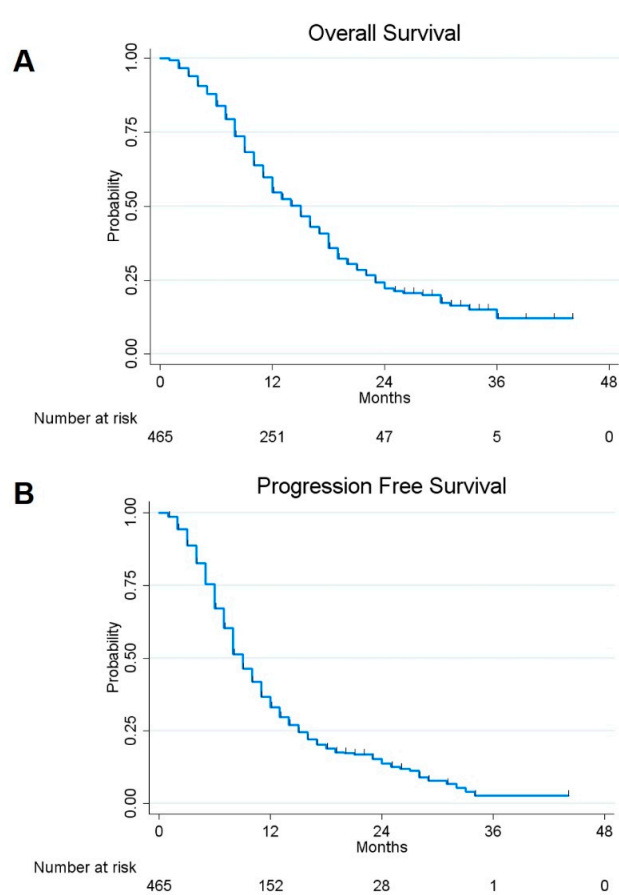 A
Overall Survival
Probability
1.00
0.75
0.50
0.25
0.00
0 12 24 36 48
Months
Number at risk
465 251 47 5 0
B
Progression Free Survival
Probability
1.00
0.75
0.50
0.25
0.00
0 12 24 36 48
Months
Number at risk
465 152 28 1 0